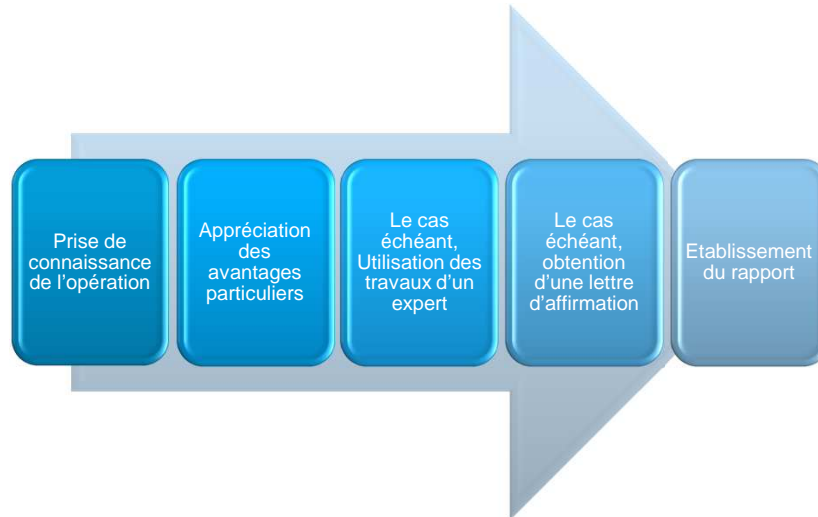 Prise de
connaissance
de l’opération
Appréciation
des
avantages
particuliers
Le cas
échéant,
Utilisation des
travaux d’un
expert
Le cas
échéant,
obtention
d’une lettre
d’affirmation
Etablissement
du rapport